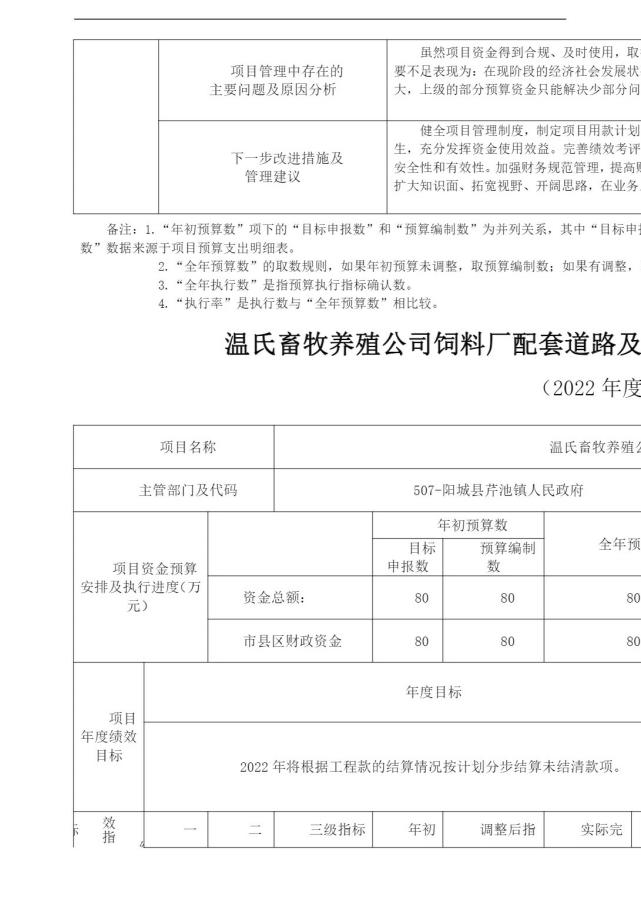 项目管理中存在的
主要问题及原因分析
虽然项目资金得到合规、及时使用，取
要不足表现为：在现阶段的经济社会发展状
大，上级的部分预算资金只能解决少部分问
下一步改进措施及
管理建议
健全项目管理制度，制定项目用款计划
生，充分发挥资金使用效益。完善绩效考评
安全性和有效性。加强财务规范管理，提高财
扩大知识面、拓宽视野、开阔思路，在业务
备注：1.“年初预算数”项下的“目标申报数”和“预算编制数”为并列关系，其中“目标申报
数”数据来源于项目预算支出明细表。
2.“全年预算数”的取数规则，如果年初预算未调整，取预算编制数；如果有调整，
3.“全年执行数”是指预算执行指标确认数。
4.“执行率”是执行数与“全年预算数”相比较。
温氏畜牧养殖公司饲料厂配套道路及
（2022 年度
项目名称
温氏畜牧养殖公
主管部门及代码
507-阳城县芹池镇人民政府
项目资金预算
安排及执行进度(万
元)
年初预算数
目标
申报数
预算编制
数
全年预
资金总额:
80
80
80
市县区财政资金
80
80
80
项目
年度绩效
目标
年度目标
2022 年将根据工程款的结算情况按计划分步结算未结清款项。
效
指
一
二
三级指标
年初
调整后指
实际完